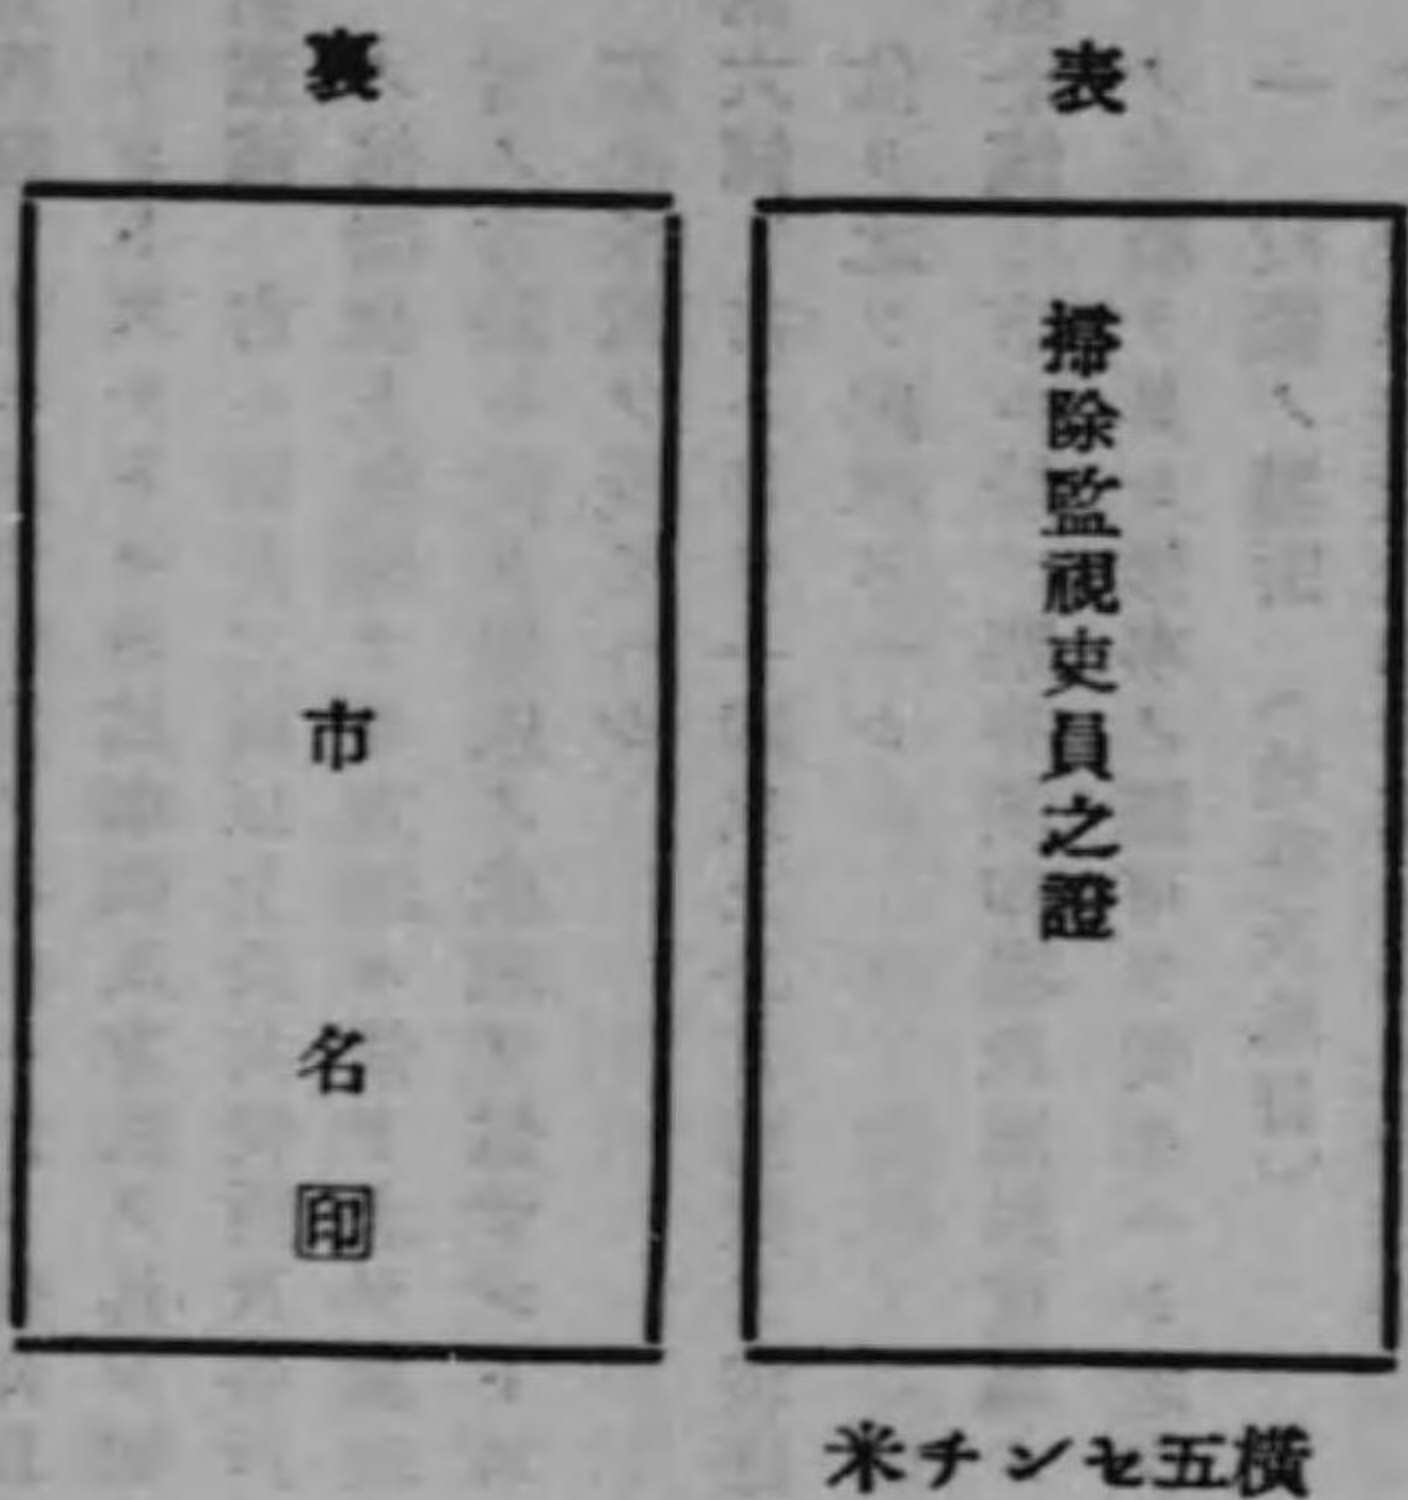 表
掃除監視吏員之證
横五センチ米
裏
市名印